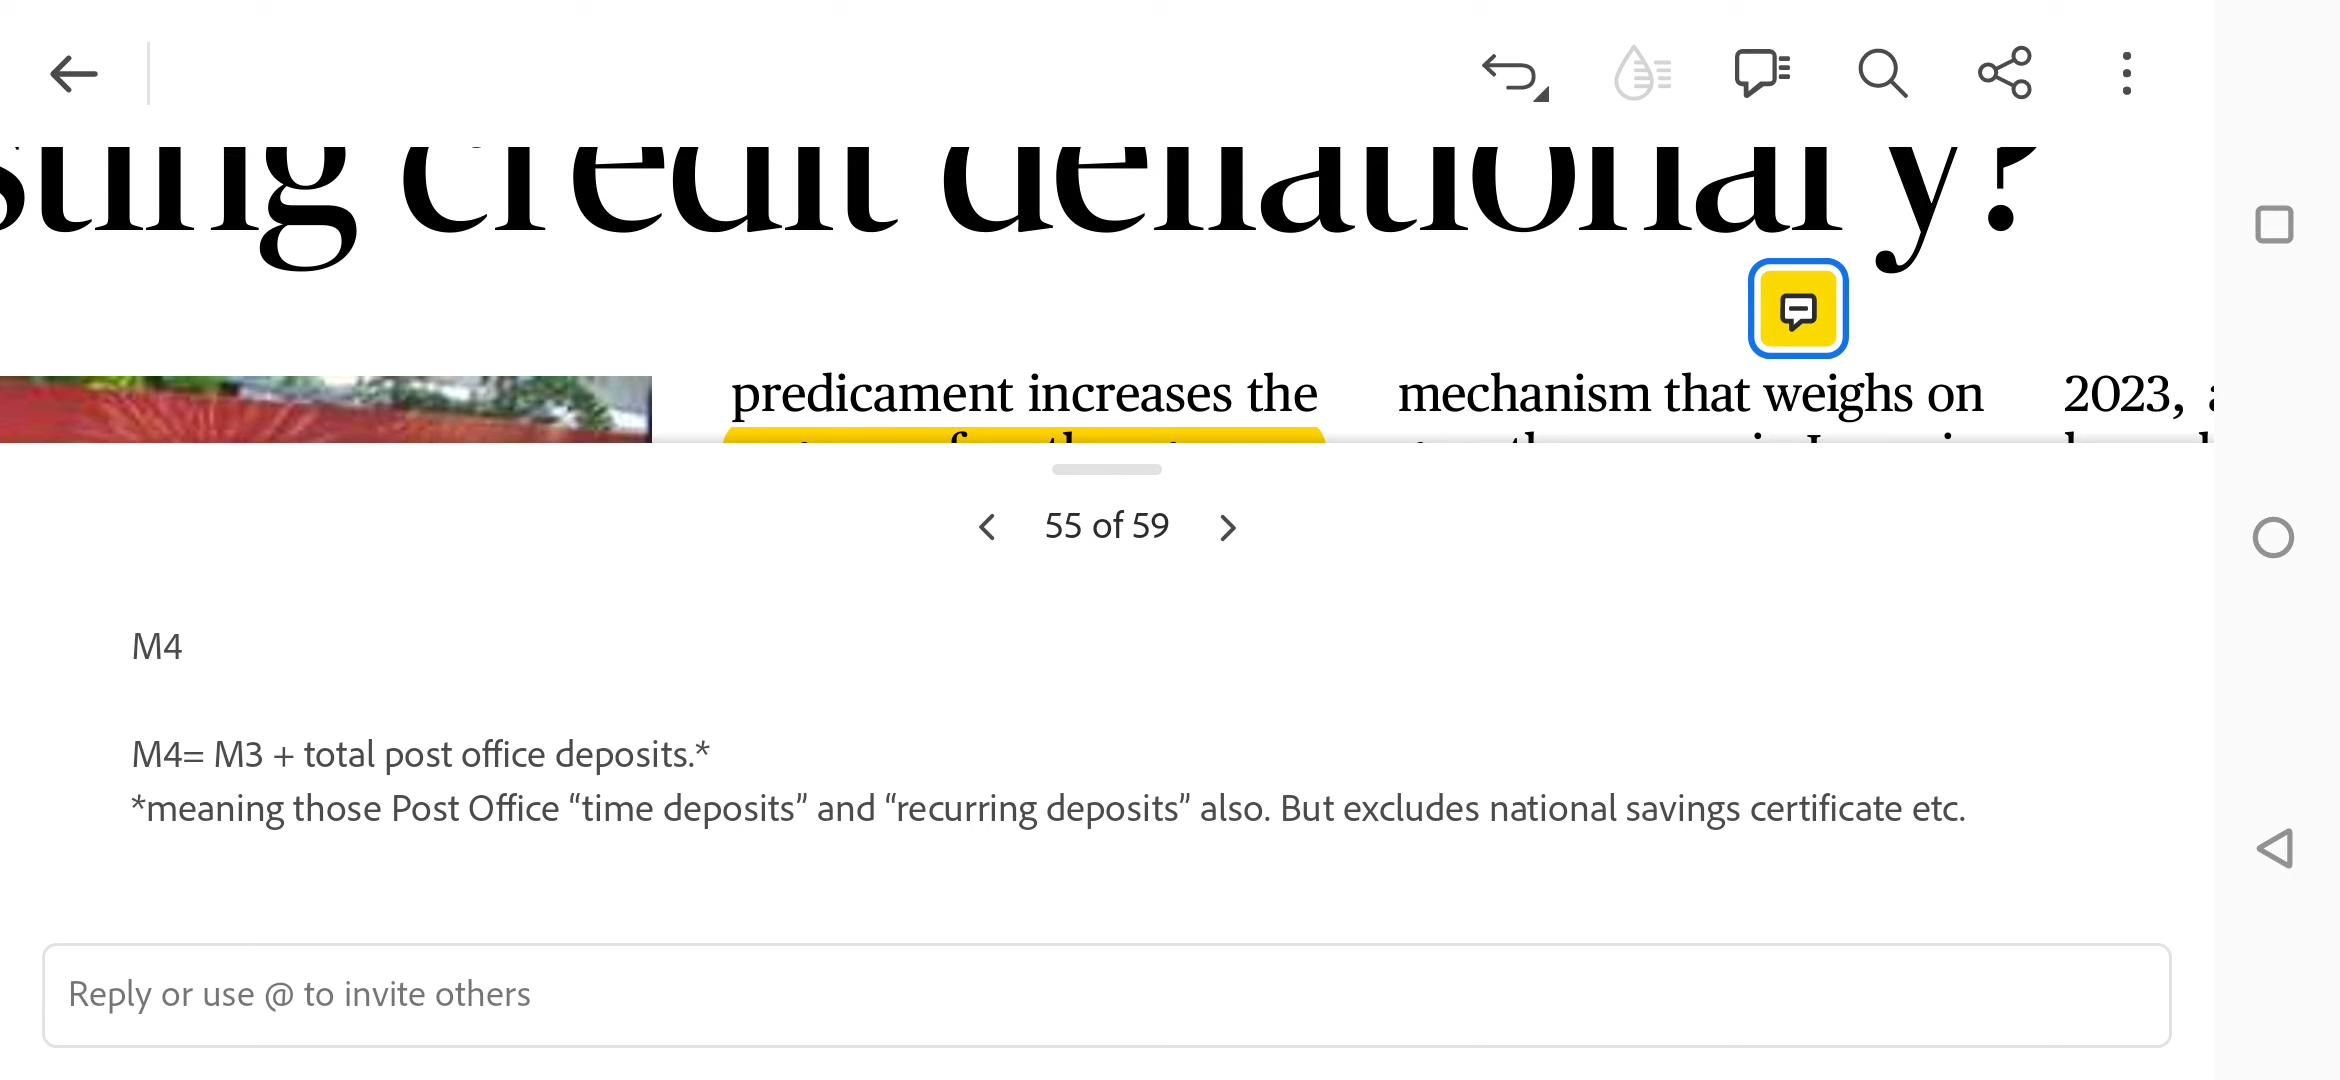 credit deflationary?
predicament increases the
mechanism that weighs on
2023,
55 of 59
M4
M4= M3 + total post office deposits.*
*meaning those Post Office “time deposits” and “recurring deposits” also. But excludes national savings certificate etc.
Reply or use @ to invite others